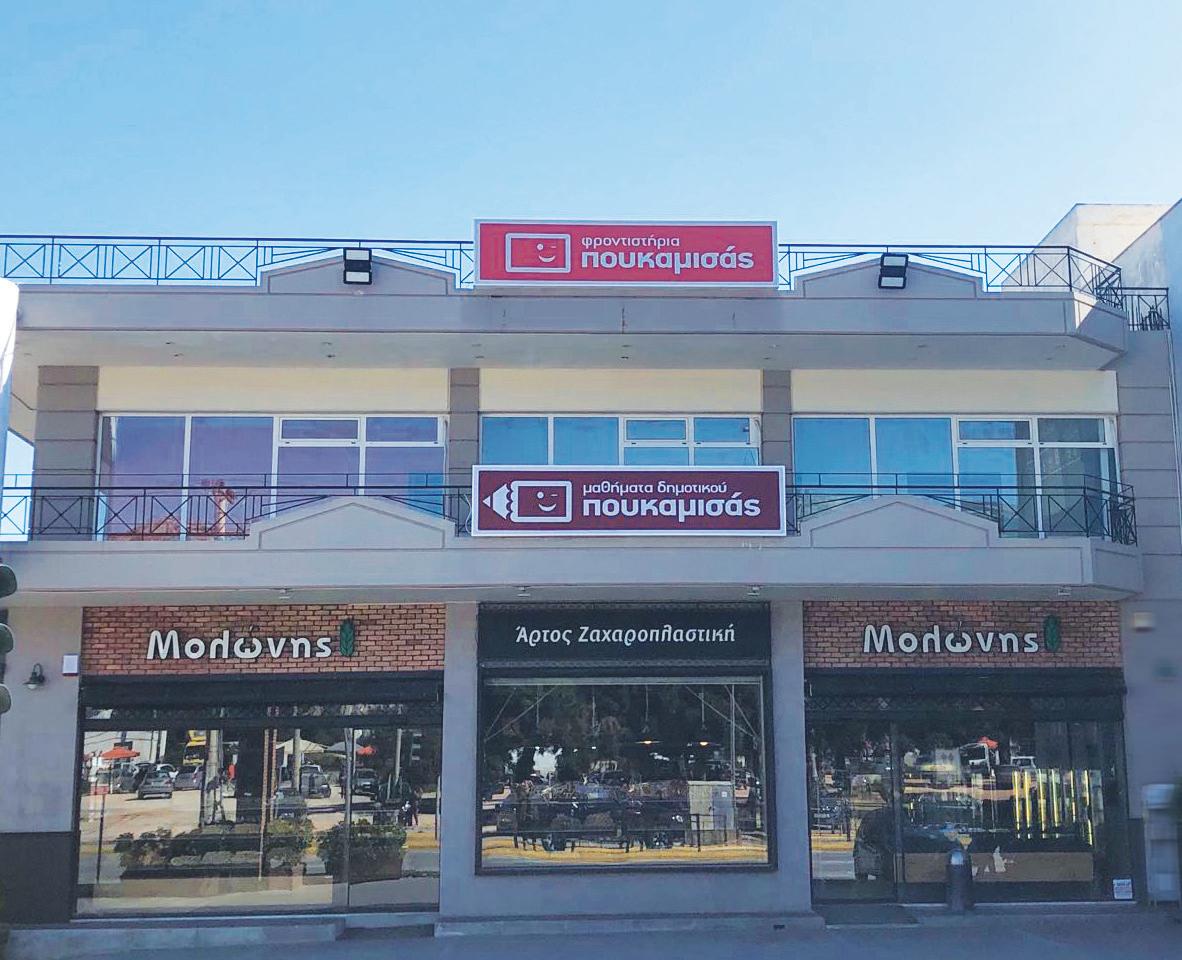 φροντιστήρια
πουκαμισάς
μαθήματα δημοτικού
πουκαμισάς
Μολώνης
Άρτος Ζαχαροπλαστική
Μολώνης